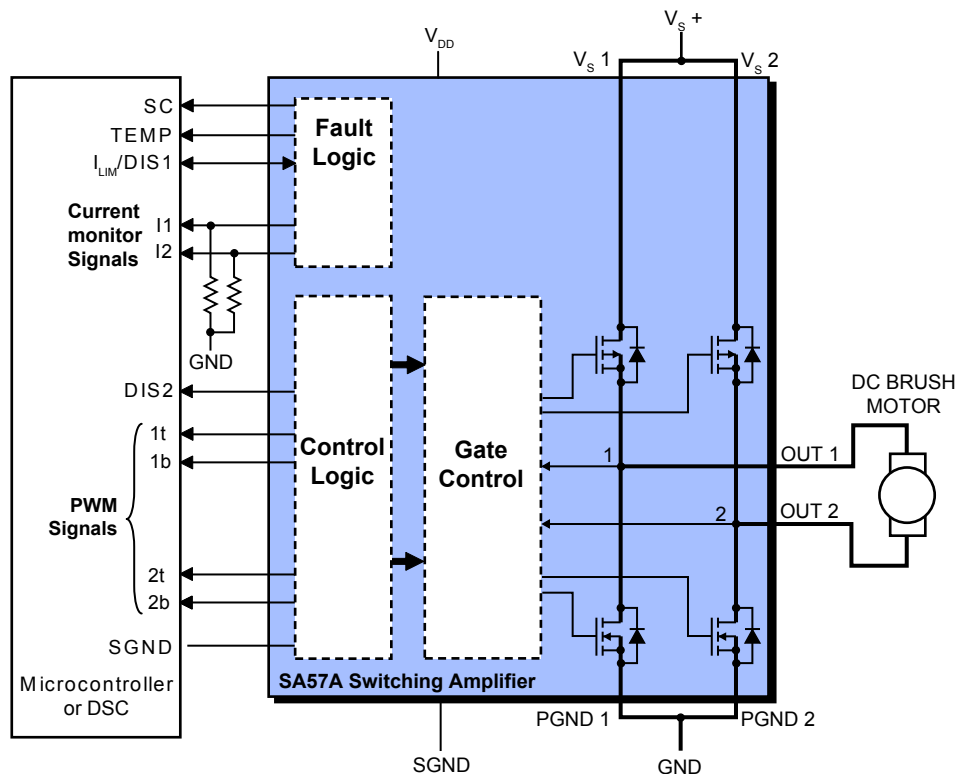 V_S +
V_DD
V_S 1
V_S 2
SC
TEMP
I_LIM/DIS1
Current
monitor
Signals
I1
I2
GND
Fault
Logic
DIS2
1t
1b
PWM
Signals
2t
2b
SGND
Microcontroller
or DSC
Control
Logic
Gate
Control
1
2
OUT 1
OUT 2
DC BRUSH
MOTOR
SA57A Switching Amplifier
PGND 1
PGND 2
SGND
GND